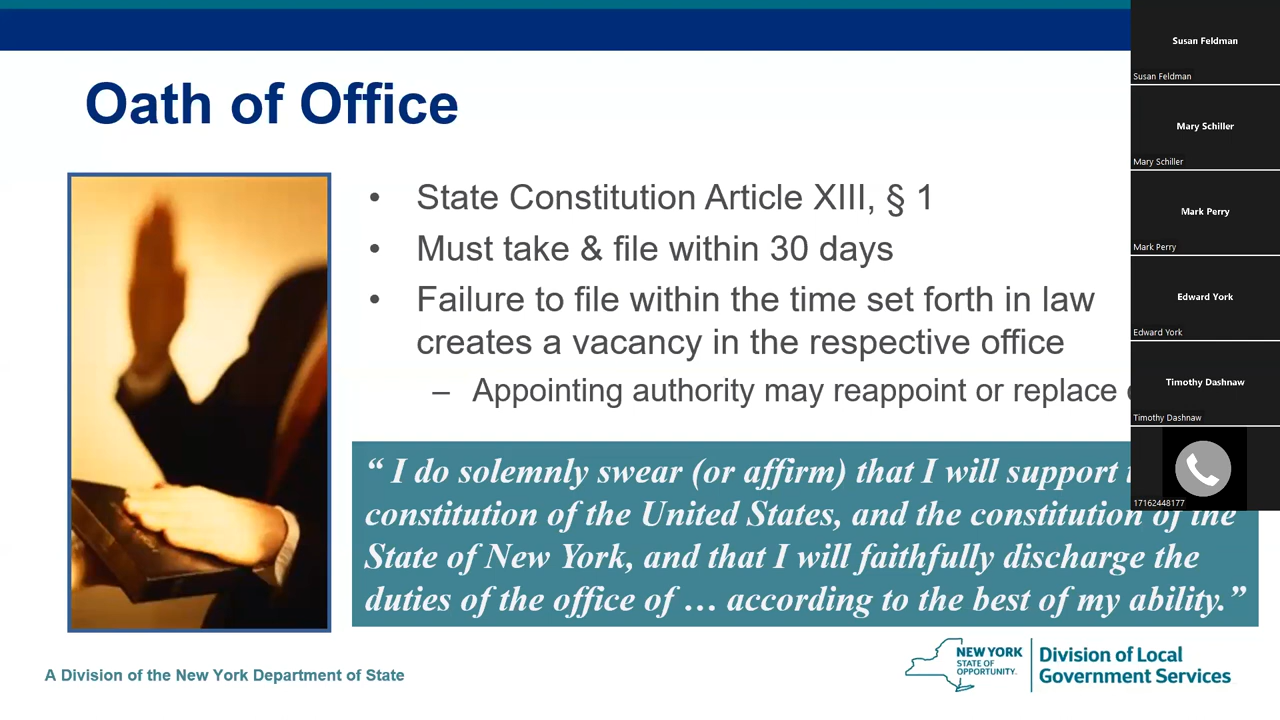 Oath of Office
• State Constitution Article XIII, § 1
• Must take & file within 30 days
• Failure to file within the time set forth in law
creates a vacancy in the respective office
– Appointing authority may reappoint or replace
“ I do solemnly swear (or affirm) that I will support
constitution of the United States, and the constitution of the
State of New York, and that I will faithfully discharge the
duties of the office of … according to the best of my ability.”
A Division of the New York Department of State
NEW YORK
STATE OF
OPPORTUNITY.
Division of Local
Government Services
Susan Feldman
Susan Feldman
Mary Schiller
Mary Schiller
Mark Perry
Mark Perry
Edward York
Edward York
Timothy Dashnaw
Timothy Dashnaw
17162448177